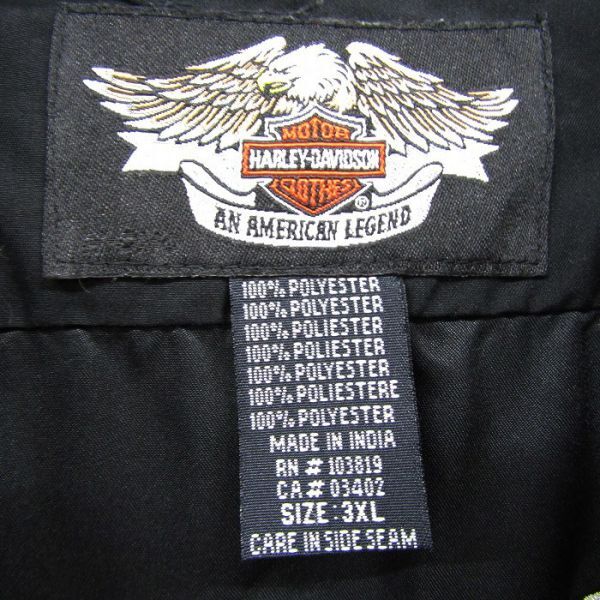 MOTOR
HARLEY-DAVIDSON
CLOTHES
®
AN AMERICAN LEGEND
100% POLYESTER
100% POLYESTER
100% POLIESTER
100% POLIESTER
100% POLYESTER
100% POLIESTERE
100% POLYESTER
MADE IN INDIA
RN # 103819
CA # 03402
SIZE : 3XL
CARE IN SIDE SEAM